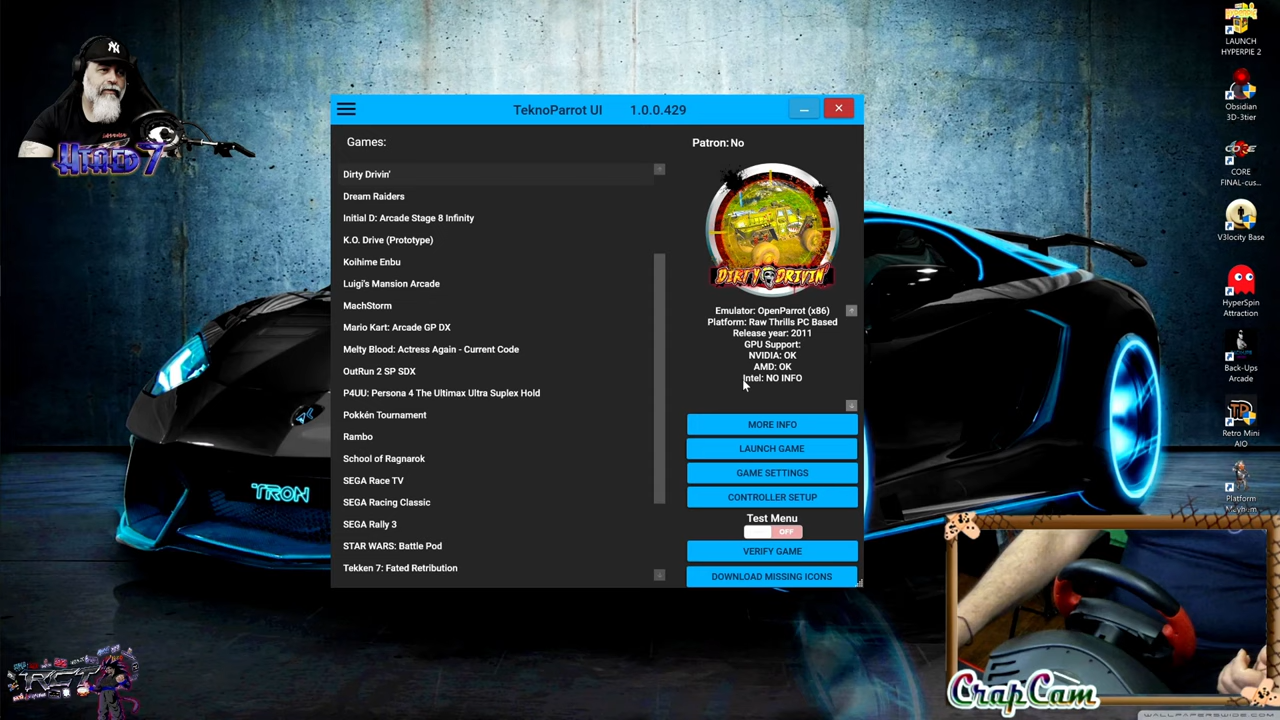 TeknoParrot UI 1.0.0.429
Games:
Dirty Drivin'
Dream Raiders
Initial D: Arcade Stage 8 Infinity
K.O. Drive (Prototype)
Koihime Enbu
Luigi's Mansion Arcade
MachStorm
Mario Kart: Arcade GP DX
Melty Blood: Actress Again - Current Code
OutRun 2 SP SDX
P4UU: Persona 4 The Ultimax Ultra Suplex Hold
Pokkén Tournament
Rambo
School of Ragnarok
SEGA Race TV
SEGA Racing Classic
SEGA Rally 3
STAR WARS: Battle Pod
Tekken 7: Fated Retribution
Patron: No
DIRTY DRIVIN'
Emulator: OpenParrot (x86)
Platform: Raw Thrills PC Based
Release year: 2011
GPU Support:
NVIDIA: OK
AMD: OK
Intel: NO INFO
MORE INFO
LAUNCH GAME
GAME SETTINGS
CONTROLLER SETUP
Test Menu
OFF
VERIFY GAME
DOWNLOAD MISSING ICONS
LAUNCH
HYPERPIE 2
Obsidian
3D-3tier
CORE
CORE
FINAL-cus...
V3locity Base
HyperSpin
Attraction
Back-Ups
Arcade
TP
Retro Mini
AIO
Platform
Mayhem
TRON
CrapCam